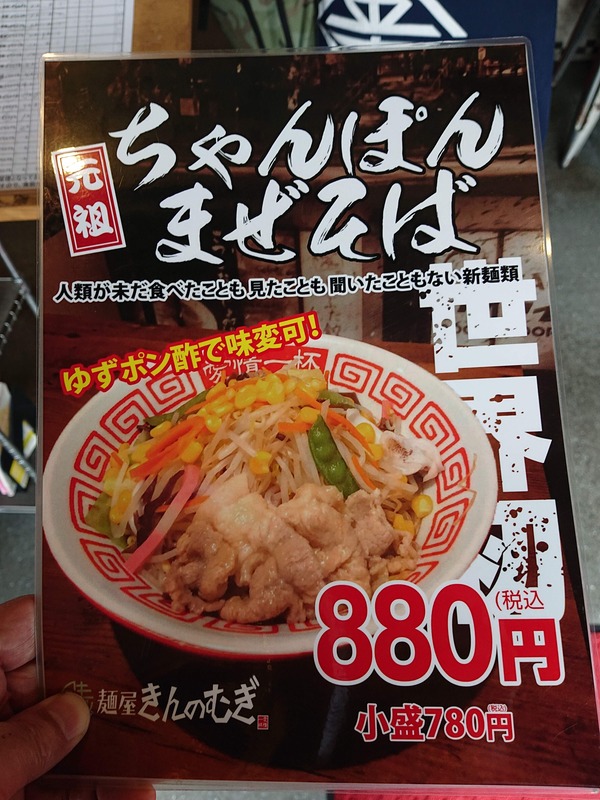 元祖
ちゃんぽん
まぜそば
人類が未だ食べたことも見たことも聞いたこともない新麺類
世界初
ゆずポン酢で味変可!
一杯
880円
(税込
麺屋 きんのむぎ
小盛780円
(税込)